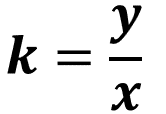 k = y/x